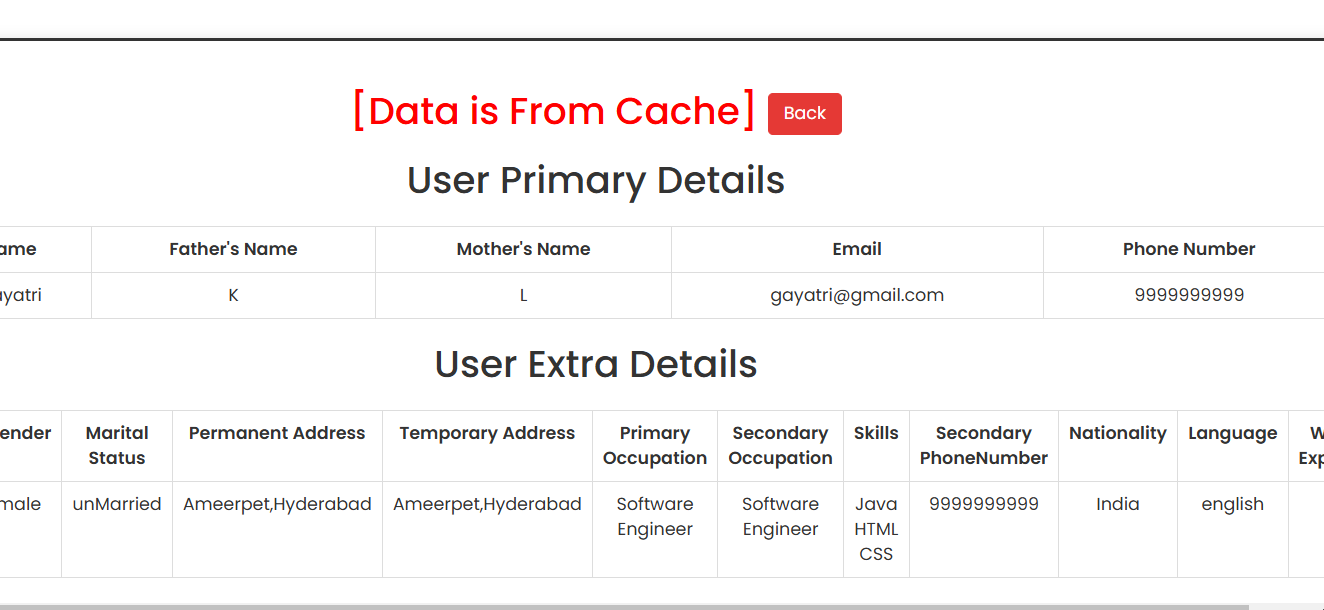 [Data is From Cache] Back
User Primary Details
ame Father's Name Mother's Name Email Phone Number
ayatri K L gayatri@gmail.com 9999999999
User Extra Details
ender Marital Status Permanent Address Temporary Address Primary Occupation Secondary Occupation Skills Secondary PhoneNumber Nationality Language W Exp
male unMarried Ameerpet,Hyderabad Ameerpet,Hyderabad Software Engineer Software Engineer Java HTML CSS 9999999999 India english